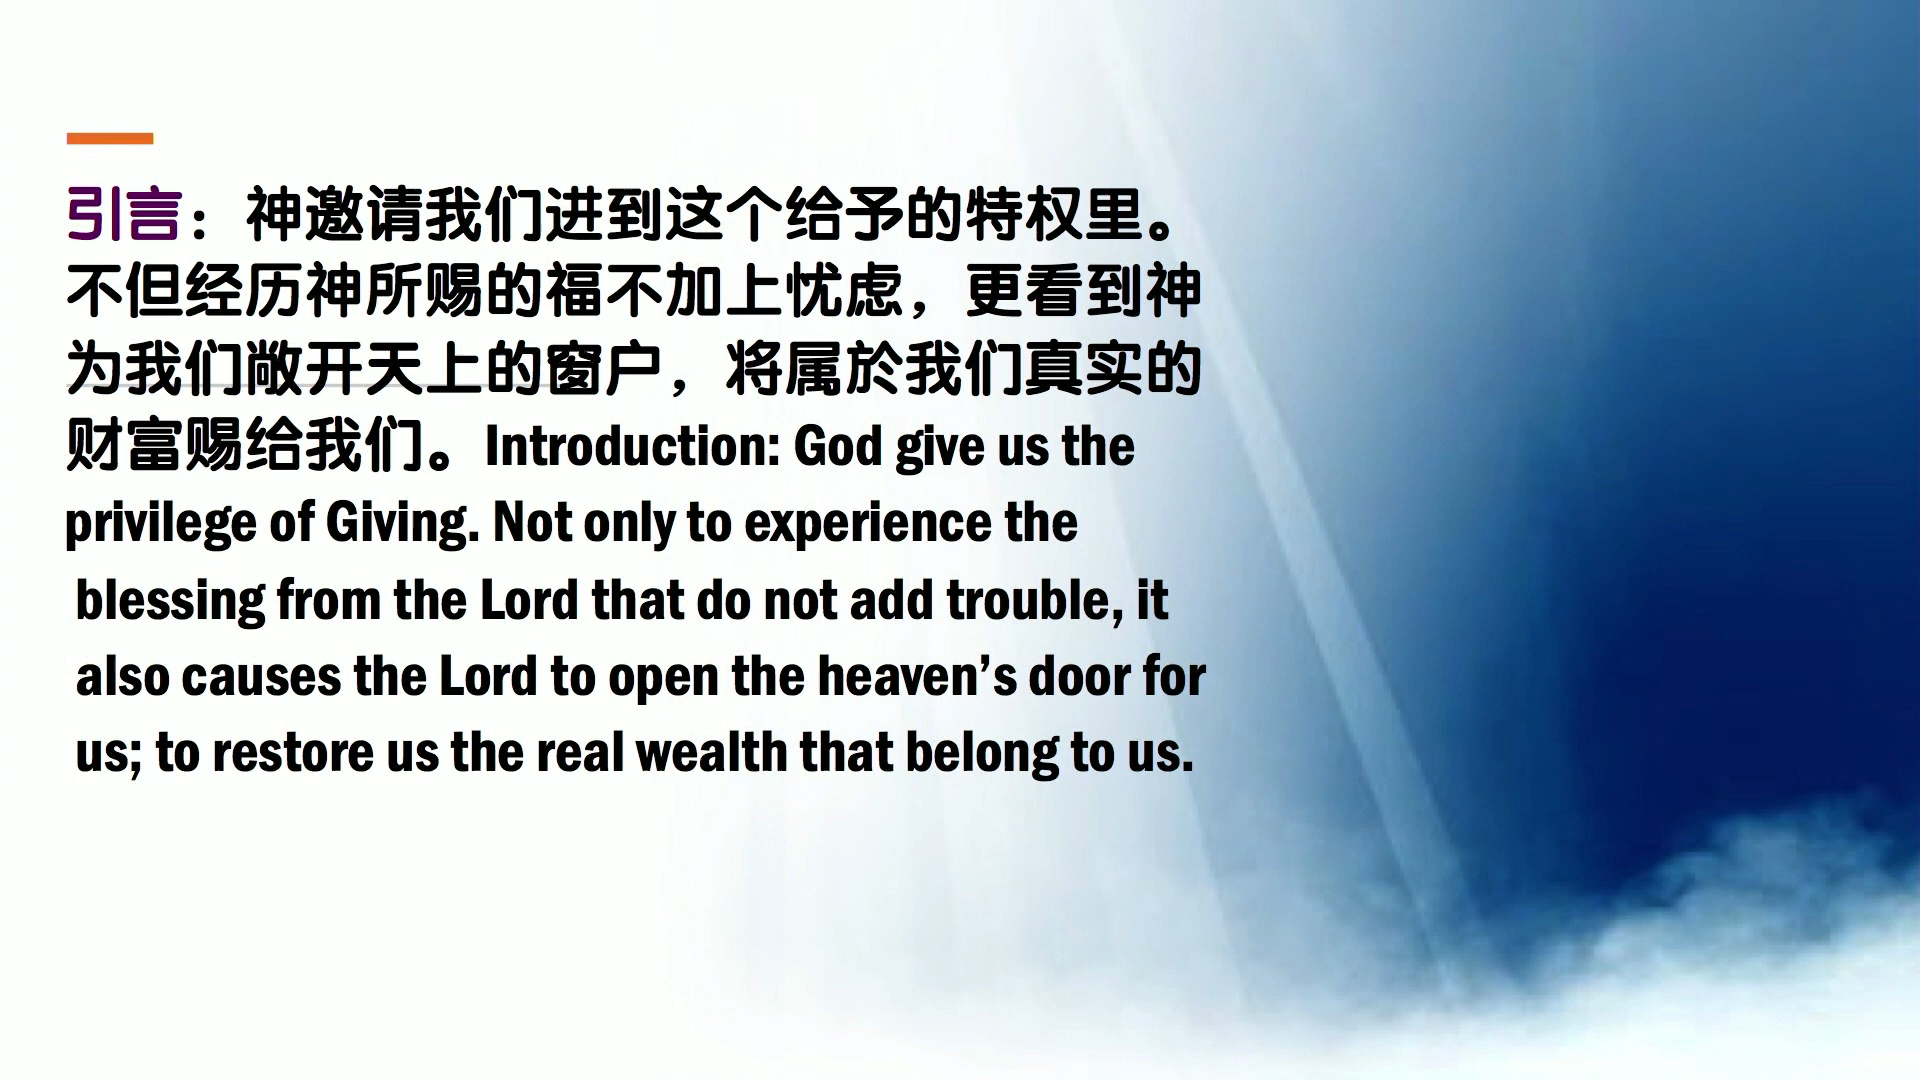 引言：神邀请我们进到这个给予的特权里。
不但经历神所赐的福不加上忧虑，更看到神
为我们敞开天上的窗户，将属於我们真实的
财富赐给我们。Introduction: God give us the
privilege of Giving. Not only to experience the
blessing from the Lord that do not add trouble, it
also causes the Lord to open the heaven’s door for
us; to restore us the real wealth that belong to us.